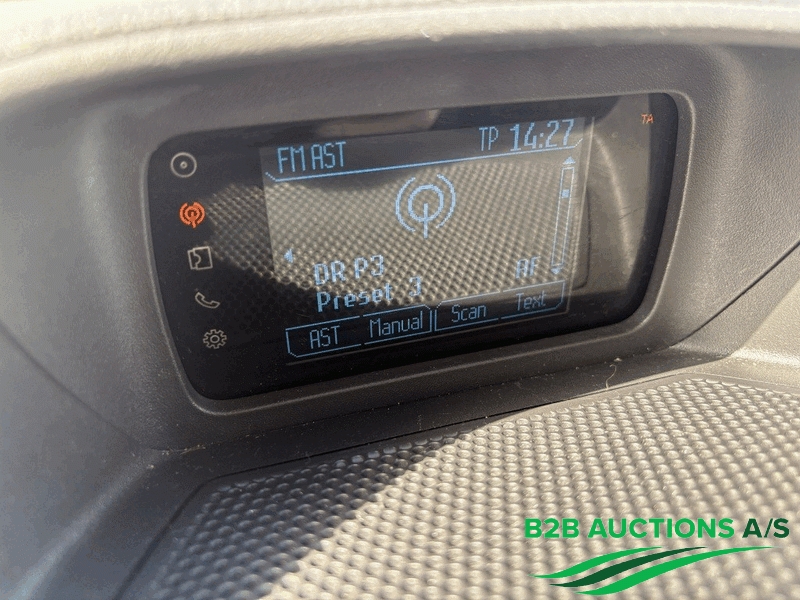 FM AST TP 14:27
TA
DR P3 AF
Preset 3
AST Manual Scan Text
B2B AUCTIONS A/S